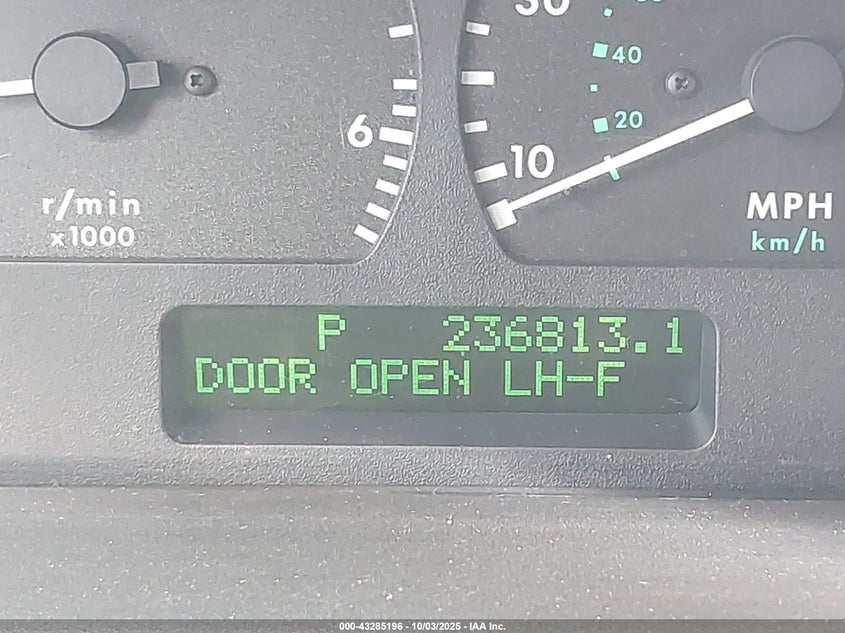 30
40
20
6
10
r/min
x1000
MPH
km/h
P 236813.1
DOOR OPEN LH-F
000-43285196 - 10/03/2025 - IAA Inc.